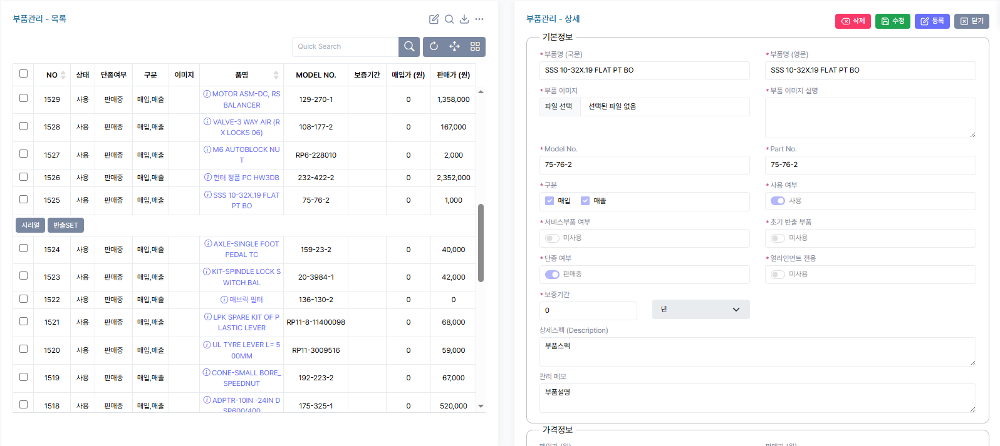 부품관리 - 목록
Quick Search
NO 상태 단종여부 구분 이미지 품명 MODEL NO. 보증기간 매입가 (원) 판매가 (원)
1529 사용 판매중 매입,매출 MOTOR ASM-DC, RS BALANCER 129-270-1 0 1,358,000
1528 사용 판매중 매입,매출 VALVE-3 WAY AIR (RX LOCKS 06) 108-177-2 0 167,000
1527 사용 판매중 매입,매출 M6 AUTOBLOCK NUT RP6-228010 0 2,000
1526 사용 판매중 매입,매출 헌터 정품 PC HW3DB 232-422-2 0 2,352,000
1525 사용 판매중 매입,매출 SSS 10-32X.19 FLAT PT BO 75-76-2 0 1,000
시리얼 반출SET
1524 사용 판매중 매입,매출 AXLE-SINGLE FOOT PEDAL TC 159-23-2 0 40,000
1523 사용 판매중 매입,매출 KIT-SPINDLE LOCK SWITCH BAL 20-3984-1 0 42,000
1522 사용 판매중 매입,매출 매브릭 필터 136-130-2 0 0
1521 사용 판매중 매입,매출 LPK SPARE KIT OF PLASTIC LEVER RP11-8-11400098 0 68,000
1520 사용 판매중 매입,매출 UL TYRE LEVER L= 500MM RP11-3009516 0 59,000
1519 사용 판매중 매입,매출 CONE-SMALL BORE_SPEEDNUT 192-223-2 0 67,000
1518 사용 판매중 매입,매출 ADPTR-10IN -24IN DSP600/400 175-325-1 0 520,000
부품관리 - 상세
삭제 수정 등록 닫기
기본정보
* 부품명 (국문) * 부품명 (영문)
SSS 10-32X.19 FLAT PT BO SSS 10-32X.19 FLAT PT BO
* 부품 이미지 * 부품 이미지 설명
파일 선택 선택된 파일 없음
* Model No. * Part No.
75-76-2 75-76-2
* 구분 * 사용 여부
매입 매출 사용
* 서비스부품 여부 * 초기 반출 부품
미사용 미사용
* 단종 여부 * 얼라인먼트 전용
판매중 미사용
* 보증기간
0 년
상세스펙 (Description)
부품스펙
관리 메모
부품설명
가격정보
매입가 (원) 판매가 (원)